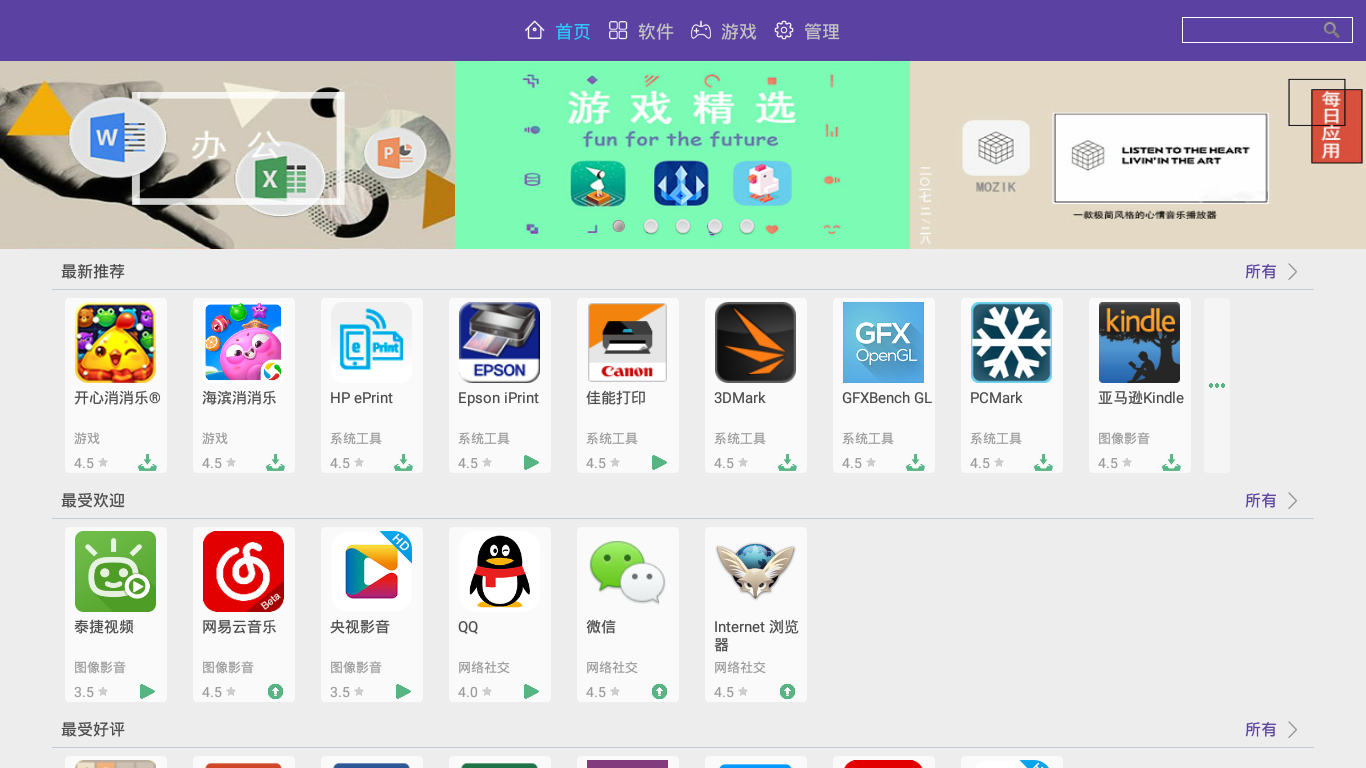 首页 软件 游戏 管理
办公
游戏精选
fun for the future
MOZIK
LISTEN TO THE HEART
LIVIN'IN THE ART
一款极简风格的心情音乐播放器
每日应用
最新推荐 所有
Print
EPSON
Canon
GFX
OpenGL
kindle
开心消消乐® 海滨消消乐 HP ePrint Epson iPrint 佳能打印 3DMark GFXBench GL PCMark 亚马逊Kindle
游戏 游戏 系统工具 系统工具 系统工具 系统工具 系统工具 系统工具 图像影音
4.5 4.5 4.5 4.5 4.5 4.5 4.5 4.5 4.5
最受欢迎 所有
HD
Beta
泰捷视频 网易云音乐 央视影音 QQ 微信 Internet 浏览
器
图像影音 图像影音 图像影音 网络社交 网络社交 网络社交
3.5 4.5 3.5 4.0 4.5 4.5
最受好评 所有